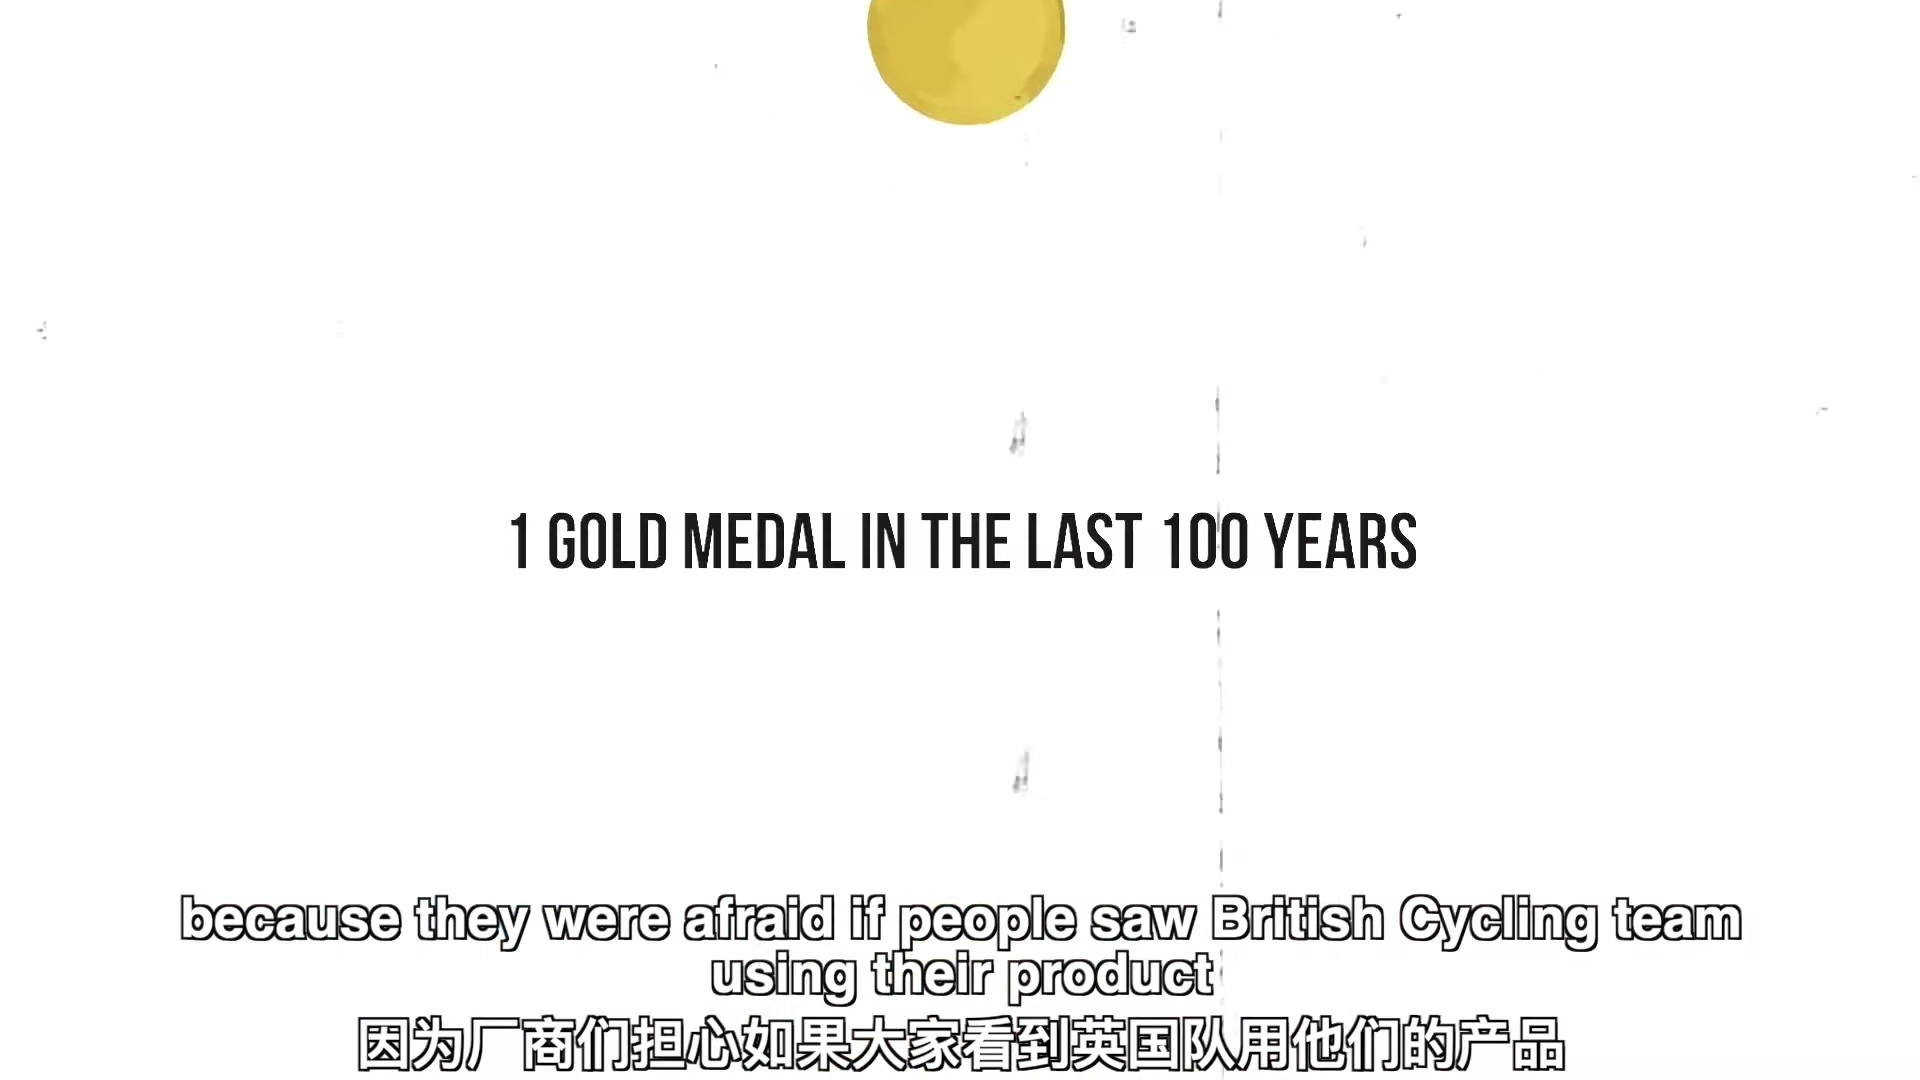 1 GOLD MEDAL IN THE LAST 100 YEARS
because they were afraid if people saw British Cycling team
using their product
因为厂商们担心如果大家看到英国队用他们的产品